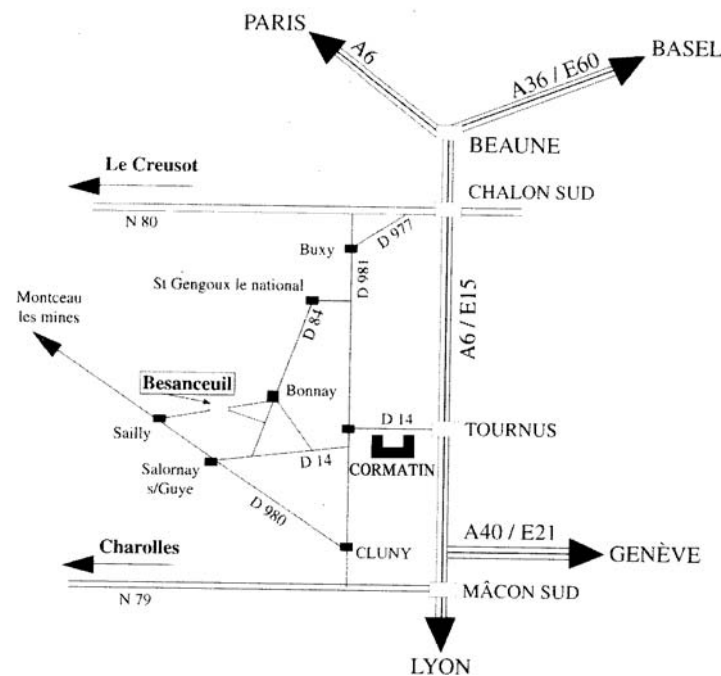 PARIS
A6
A36 / E60
BASEL
BEAUNE
Le Creusot
CHALON SUD
N 80
D 977
Buxy
D 981
St Gengoux le national
A6 / E15
Montceau
les mines
D 84
Besanceuil
Bonnay
Sailly
D 14
TOURNUS
D 14
CORMATIN
Salornay
s/Guye
D 980
A40 / E21
CLUNY
GENÈVE
Charolles
N 79
MÂCON SUD
LYON